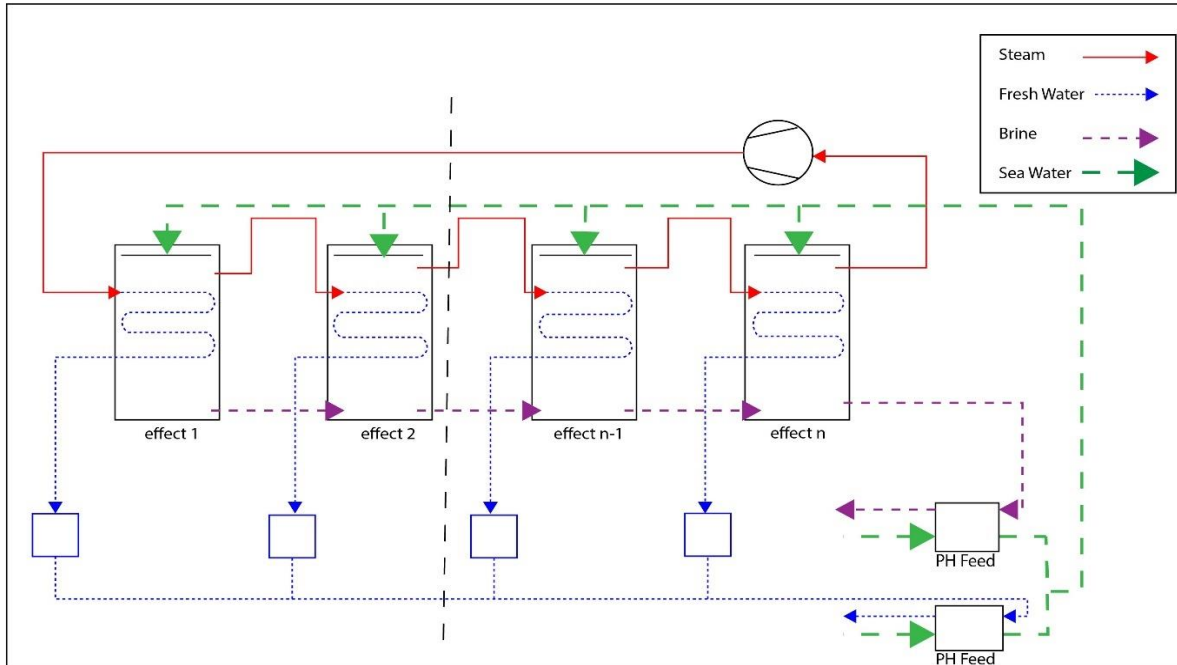 Steam
Fresh Water
Brine
Sea Water
effect 1
effect 2
effect n-1
effect n
PH Feed
PH Feed